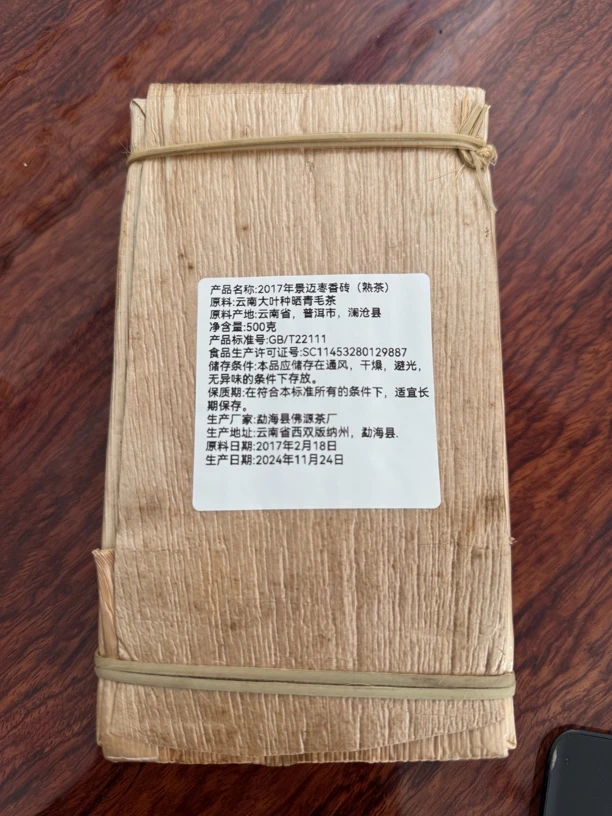 产品名称:2017年景迈枣香砖（熟茶）
原料:云南大叶种晒青毛茶
原料产地:云南省，普洱市，澜沧县
净含量:500克
产品标准号:GB/T22111
食品生产许可证号:SC11453280129887
储存条件:本品应储存在通风，干燥，避光，
无异味的条件下存放。
保质期:在符合本标准所有的条件下，适宜长
期保存。
生产厂家:勐海县佛源茶厂
生产地址:云南省西双版纳州，勐海县.
原料日期:2017年2月18日
生产日期:2024年11月24日